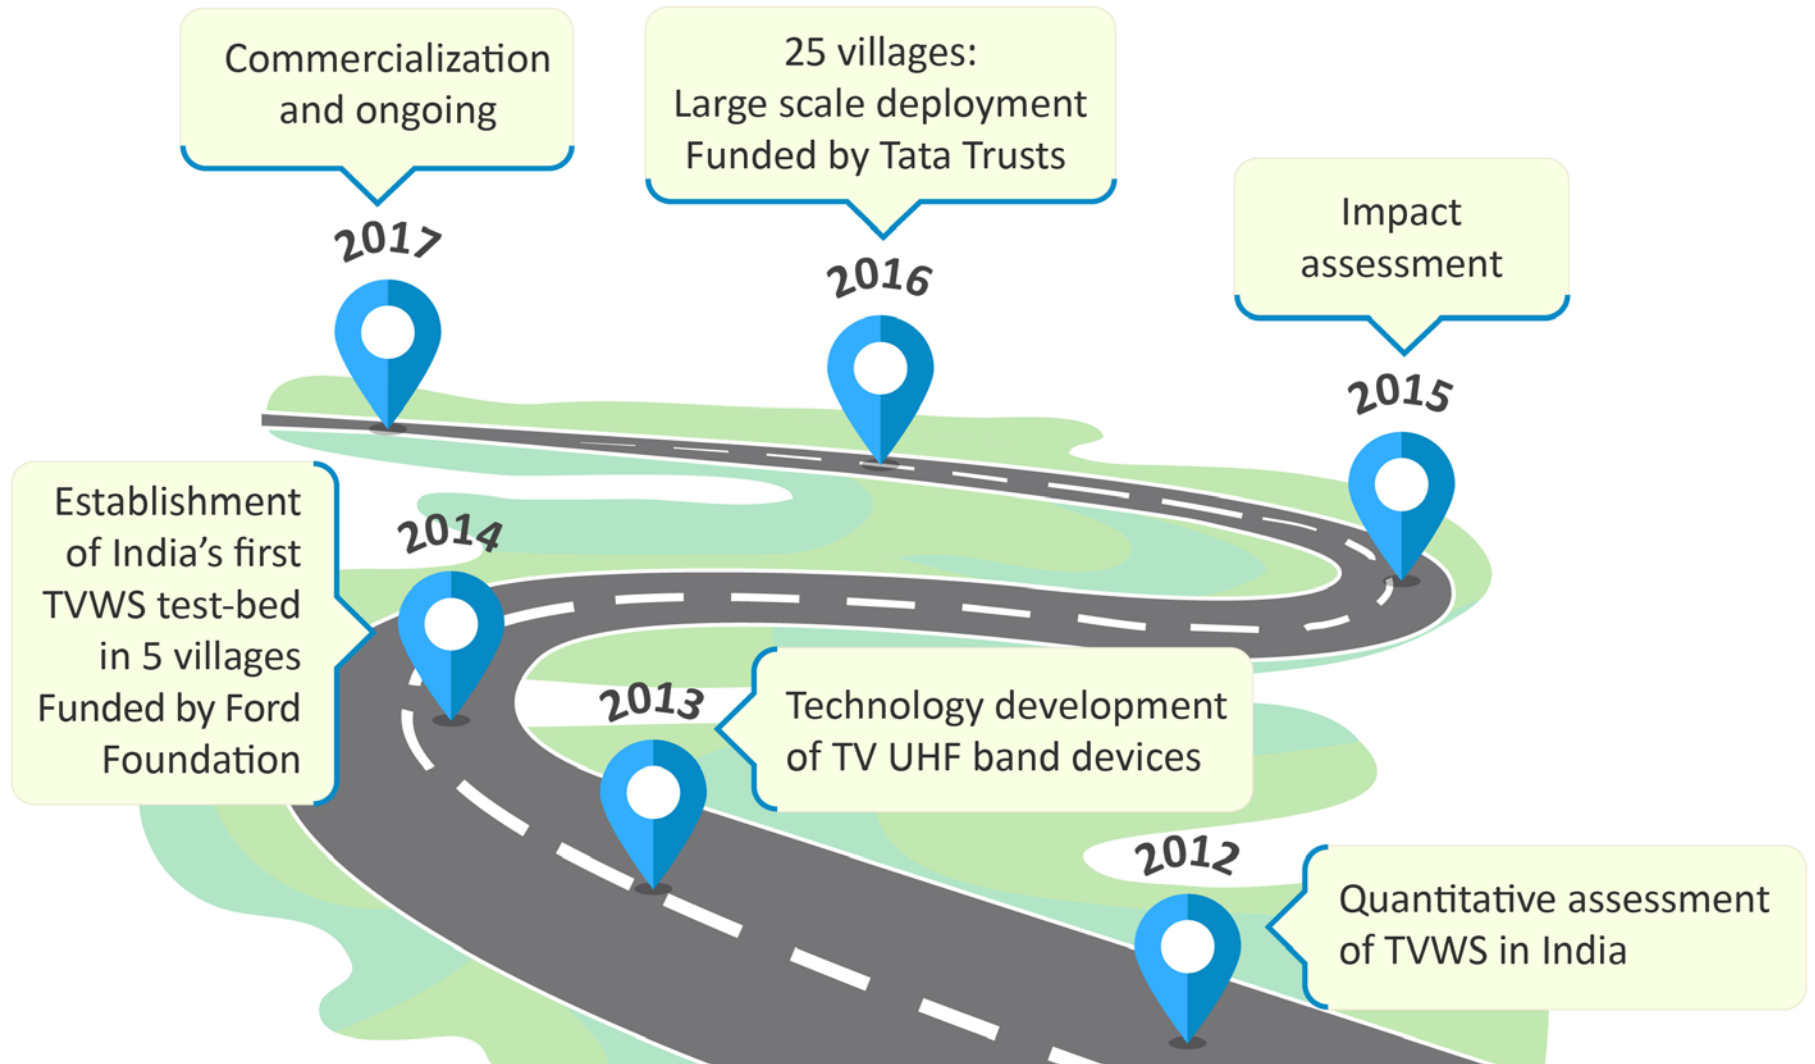 Commercialization
and ongoing
2017
25 villages:
Large scale deployment
Funded by Tata Trusts
2016
Impact
assessment
2015
Establishment
of India’s first
TVWS test-bed
in 5 villages
Funded by Ford
Foundation
2014
2013
Technology development
of TV UHF band devices
2012
Quantitative assessment
of TVWS in India